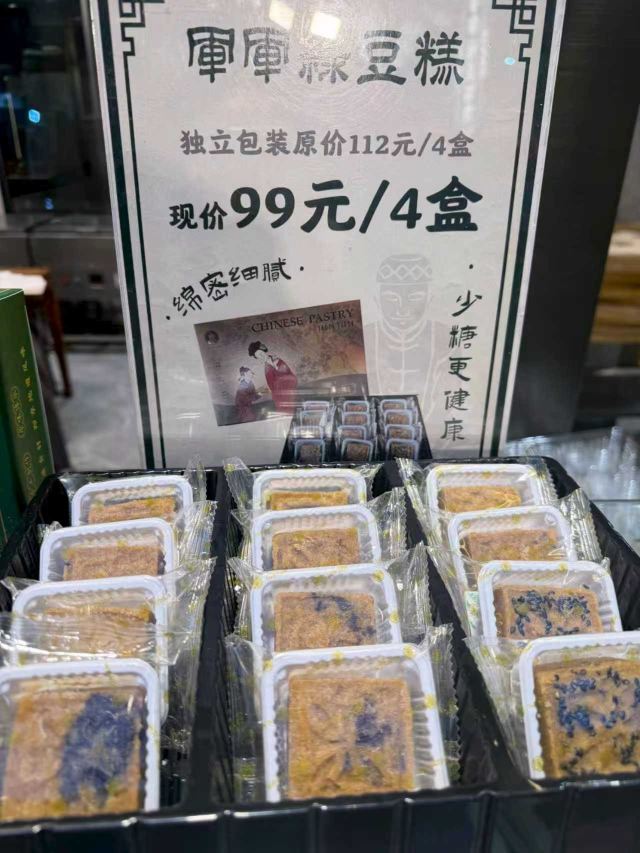 軍軍綠豆糕
独立包装原价112元/4盒
现价99元/4盒
·绵密细腻·
·少糖更健康
CHINESE PASTRY